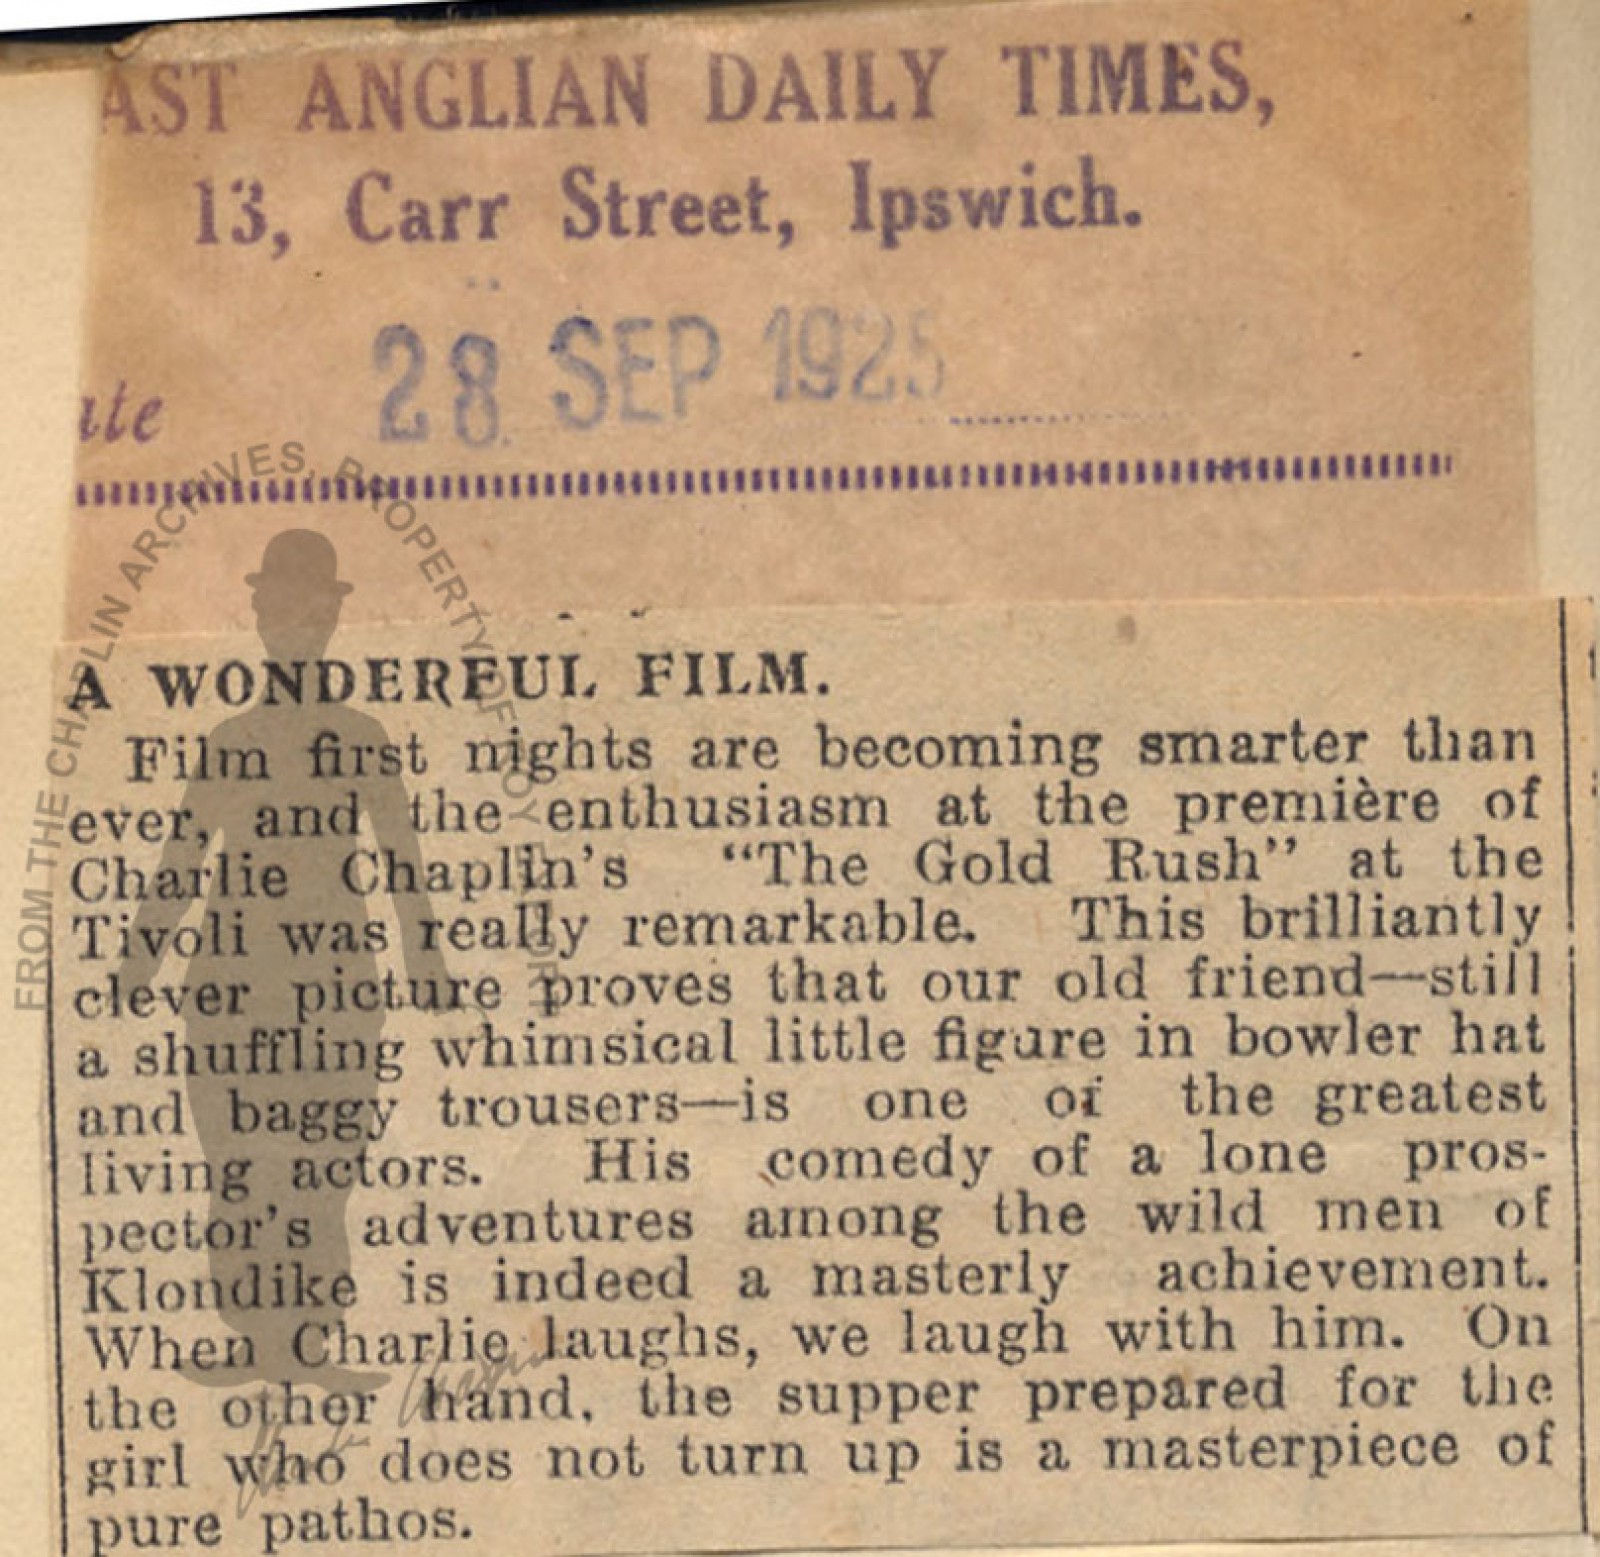 AST ANGLIAN DAILY TIMES,
13, Carr Street, Ipswich.
28 SEP 1925
ate
FROM THE CHAPLIN ARCHIVES, PROPERTY OF ROY EXPORT
A WONDERFUL FILM.
Film first nights are becoming smarter than
ever, and the enthusiasm at the première of
Charlie Chaplin's "The Gold Rush" at the
Tivoli was really remarkable. This brilliantly
clever picture proves that our old friend—still
a shuffling whimsical little figure in bowler hat
and baggy trousers—is one of the greatest
living actors. His comedy of a lone pros-
pector's adventures among the wild men of
Klondike is indeed a masterly achievement.
When Charlie laughs, we laugh with him. On
the other hand, the supper prepared for the
girl who does not turn up is a masterpiece of
pure pathos.